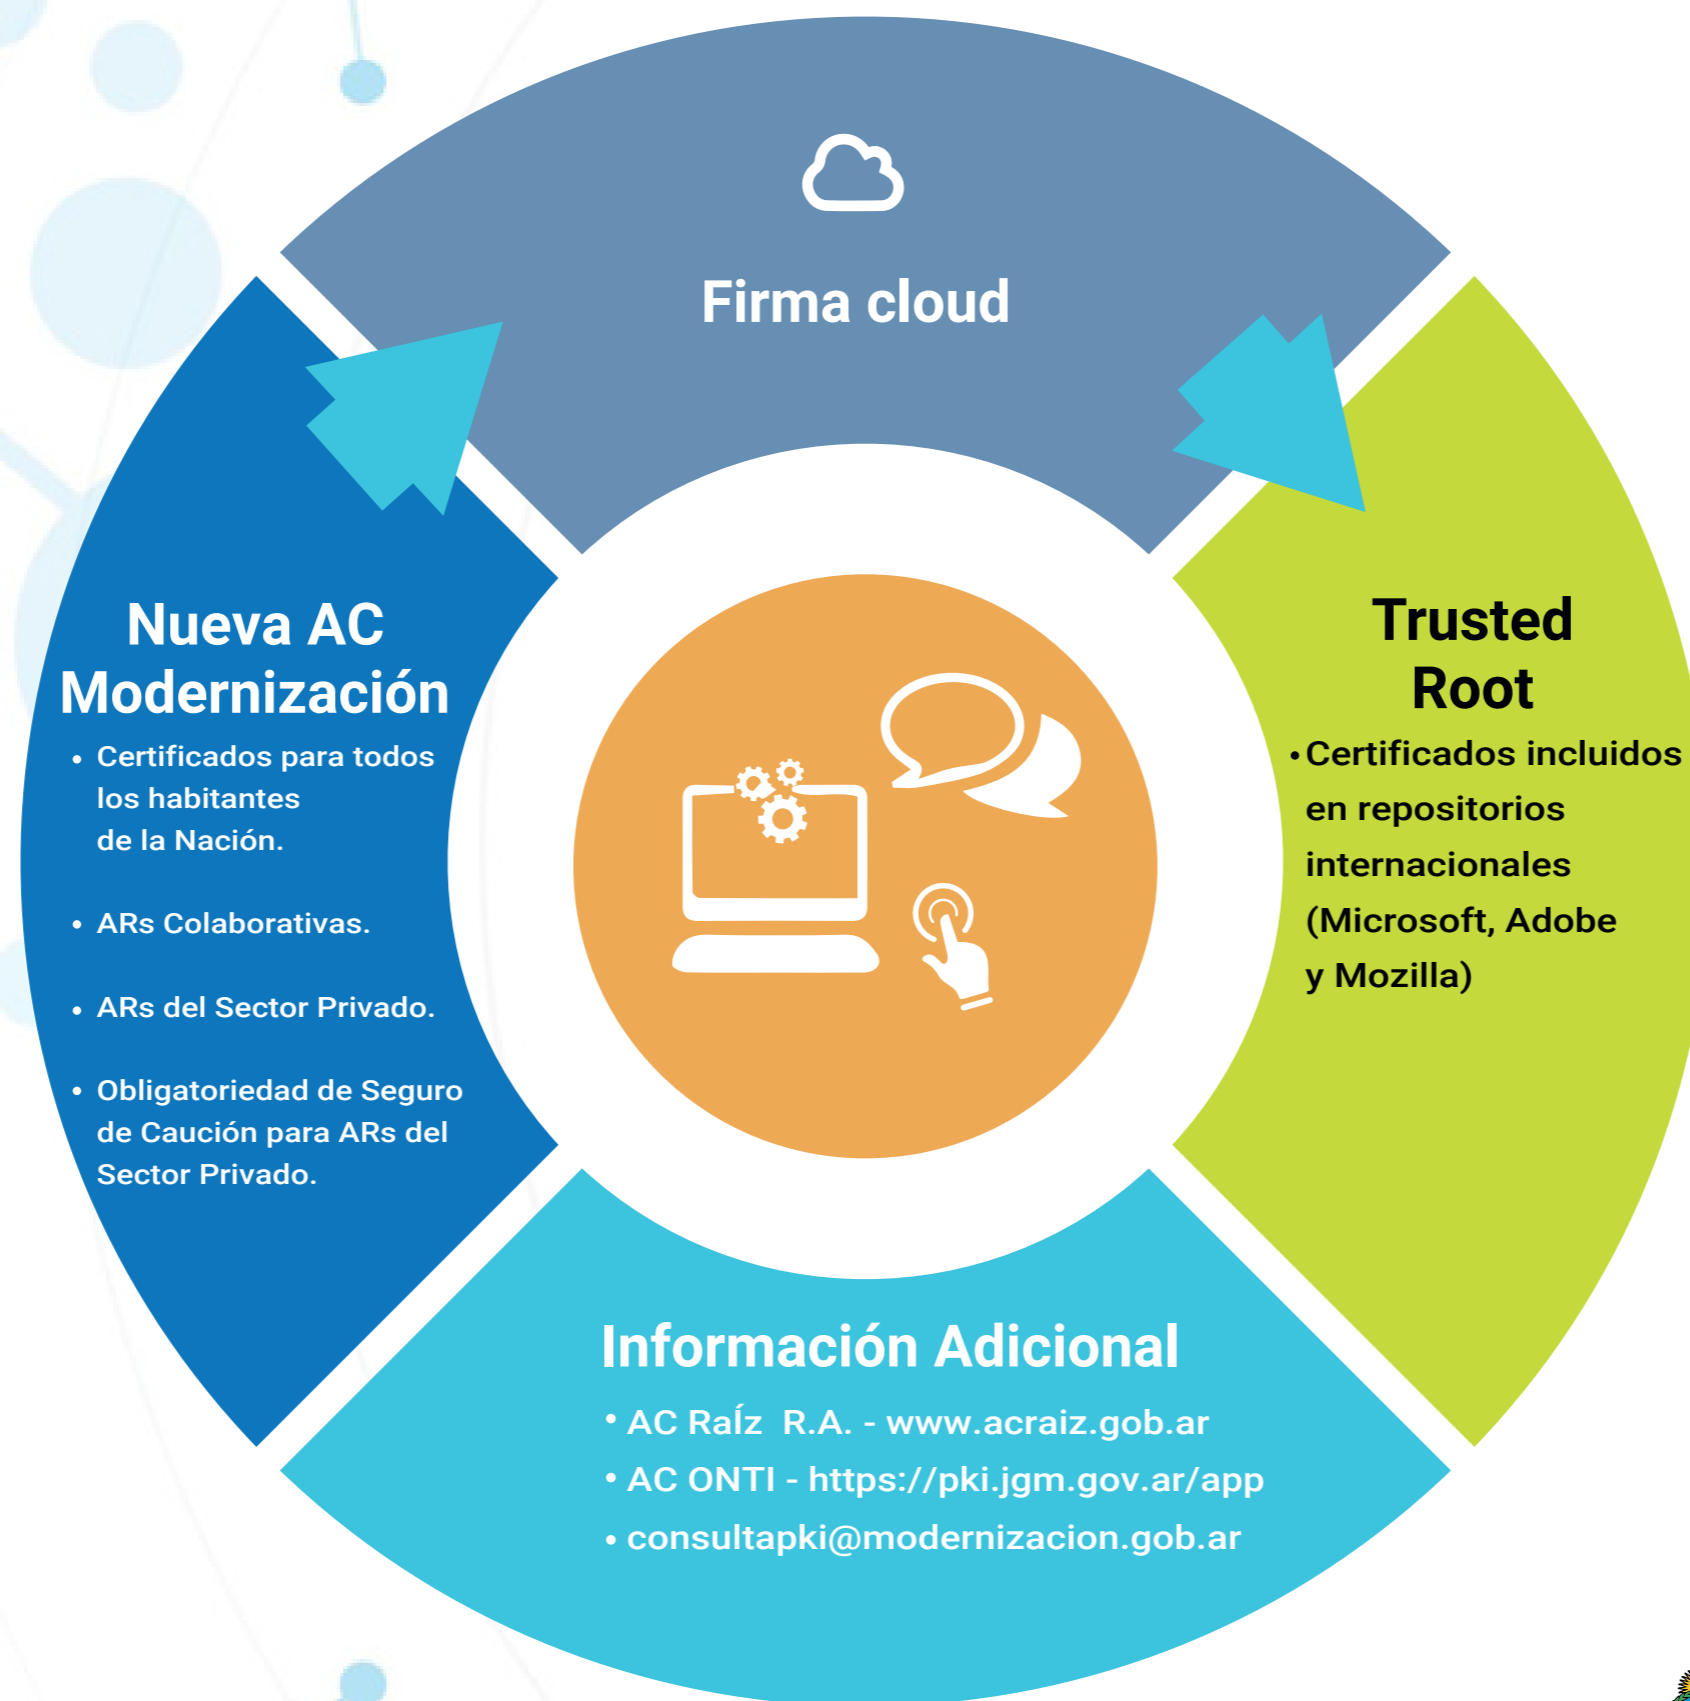 Firma cloud
Nueva AC
Modernización
• Certificados para todos
los habitantes
de la Nación.
• ARs Colaborativas.
• ARs del Sector Privado.
• Obligatoriedad de Seguro
de Caución para ARs del
Sector Privado.
Trusted
Root
• Certificados incluidos
en repositorios
internacionales
(Microsoft, Adobe
y Mozilla)
Información Adicional
• AC RaÍz R.A. - www.acraiz.gob.ar
• AC ONTI - https://pki.jgm.gov.ar/app
• consultapki@modernizacion.gob.ar